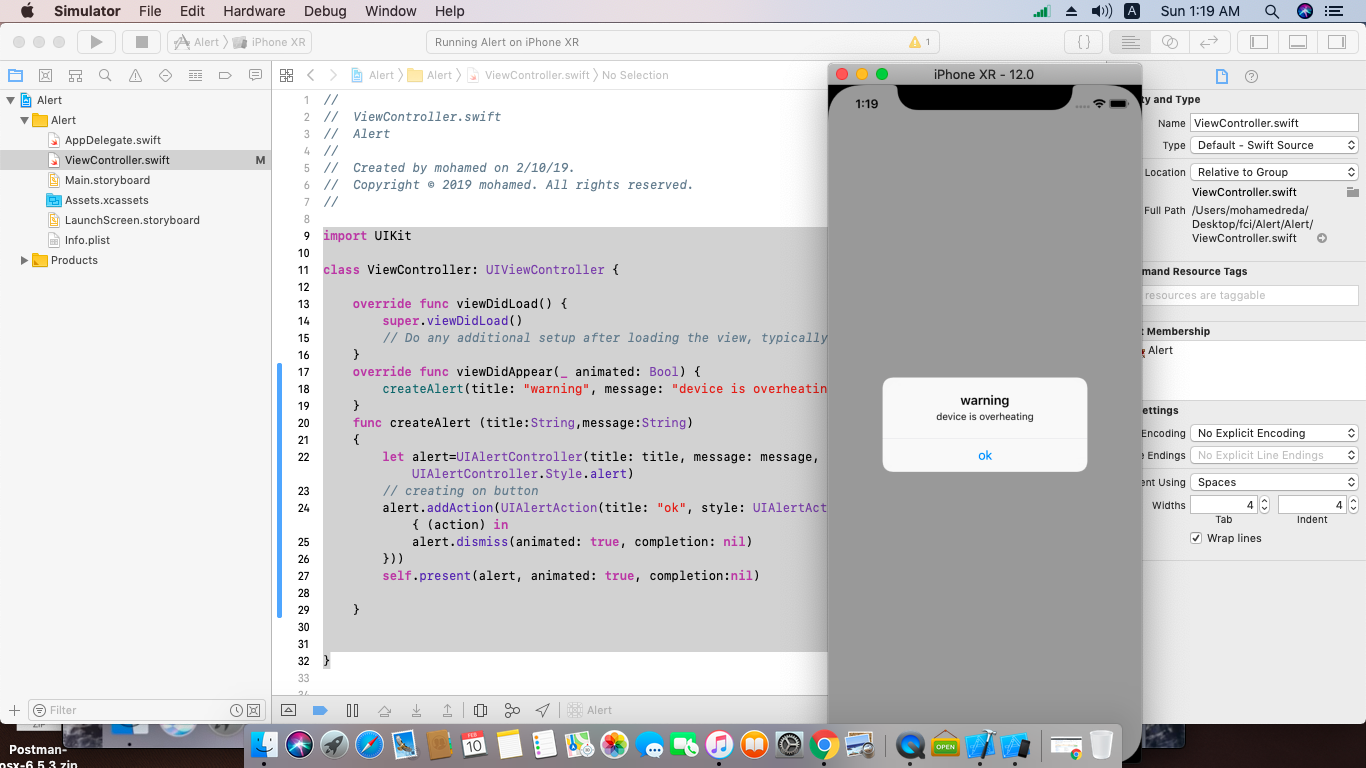 Simulator File Edit Hardware Debug Window Help A Sun 1:19 AM
Alert iPhone XR
Running Alert on iPhone XR 1
Alert
Alert
AppDelegate.swift
ViewController.swift M
Main.storyboard
Assets.xcassets
LaunchScreen.storyboard
Info.plist
Products
Filter
Alert Alert ViewController.swift No Selection
1 //
2 // ViewController.swift
3 // Alert
4 //
5 // Created by mohamed on 2/10/19.
6 // Copyright © 2019 mohamed. All rights reserved.
7 //
8
9 import UIKit
10
11 class ViewController: UIViewController {
12
13 override func viewDidLoad() {
14 super.viewDidLoad()
15 // Do any additional setup after loading the view, typically
16 }
17 override func viewDidAppear(_ animated: Bool) {
18 createAlert(title: "warning", message: "device is overheatin
19 }
20 func createAlert (title:String,message:String)
21 {
22 let alert=UIAlertController(title: title, message: message,
UIAlertController.Style.alert)
23 // creating on button
24 alert.addAction(UIAlertAction(title: "ok", style: UIAlertAct
{ (action) in
25 alert.dismiss(animated: true, completion: nil)
26 }))
27 self.present(alert, animated: true, completion:nil)
28
29 }
30
31
32 }
33
Alert
iPhone XR - 12.0
1:19
warning
device is overheating
ok
ty and Type
Name ViewController.swift
Type Default - Swift Source
Location Relative to Group
ViewController.swift
Full Path /Users/mohamedreda/
Desktop/fci/Alert/Alert/
ViewController.swift
mand Resource Tags
resources are taggable
t Membership
Alert
ettings
Encoding No Explicit Encoding
e Endings No Explicit Line Endings
ent Using Spaces
Widths 4 4
Tab Indent
Wrap lines
Postman-
osx-6.5.3.zip
FEB
10
OPEN